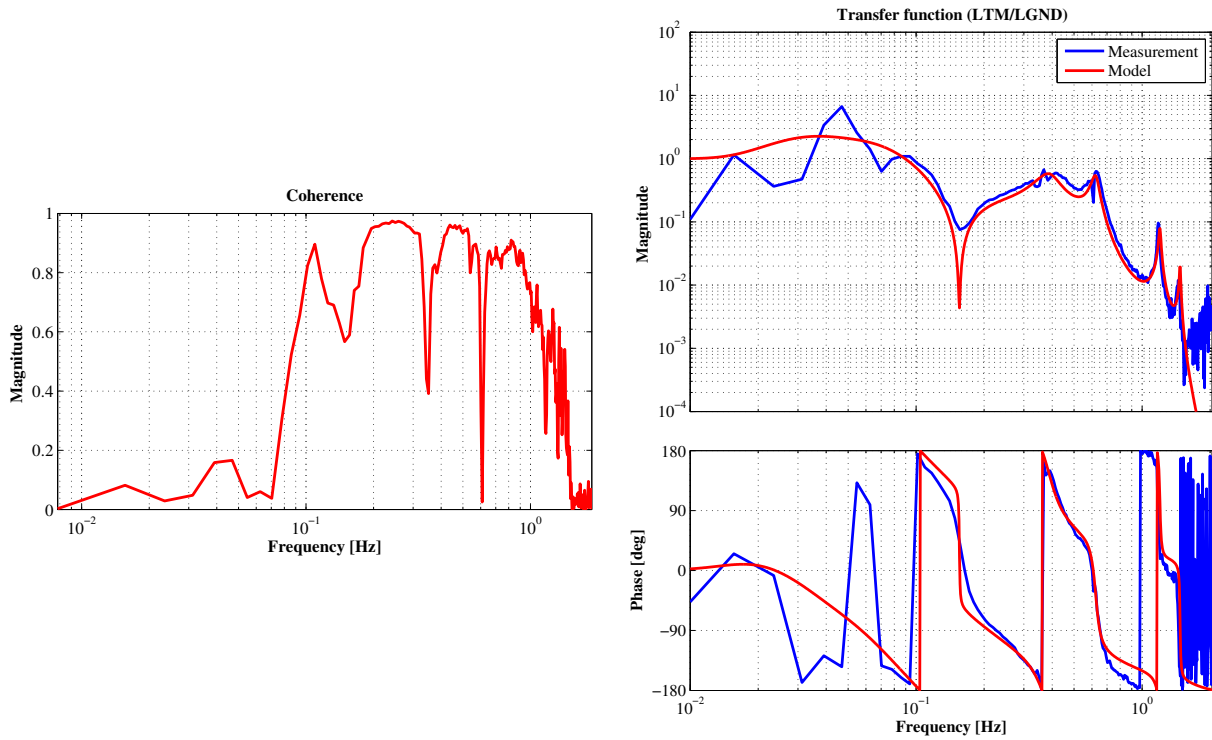 Coherence
Magnitude
1
0.8
0.6
0.4
0.2
0
10⁻²
10⁻¹
10⁰
Frequency [Hz]
Transfer function (LTM/LGND)
Measurement
Model
Magnitude
10²
10¹
10⁰
10⁻¹
10⁻²
10⁻³
10⁻⁴
Phase [deg]
180
90
0
−90
−180
10⁻²
10⁻¹
10⁰
Frequency [Hz]